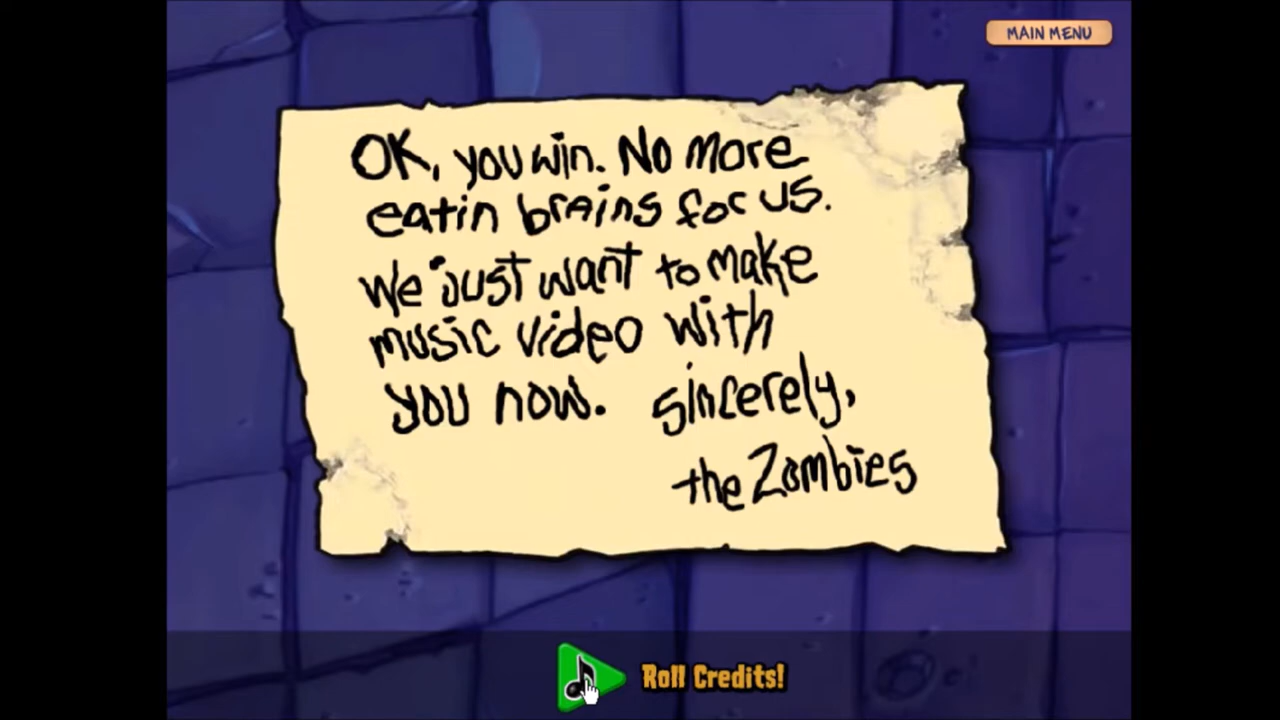 MAIN MENU
OK, you win. No more
eatin brains for us.
We just want to make
music video with
you now. sincerely,
the Zombies
Roll Credits!